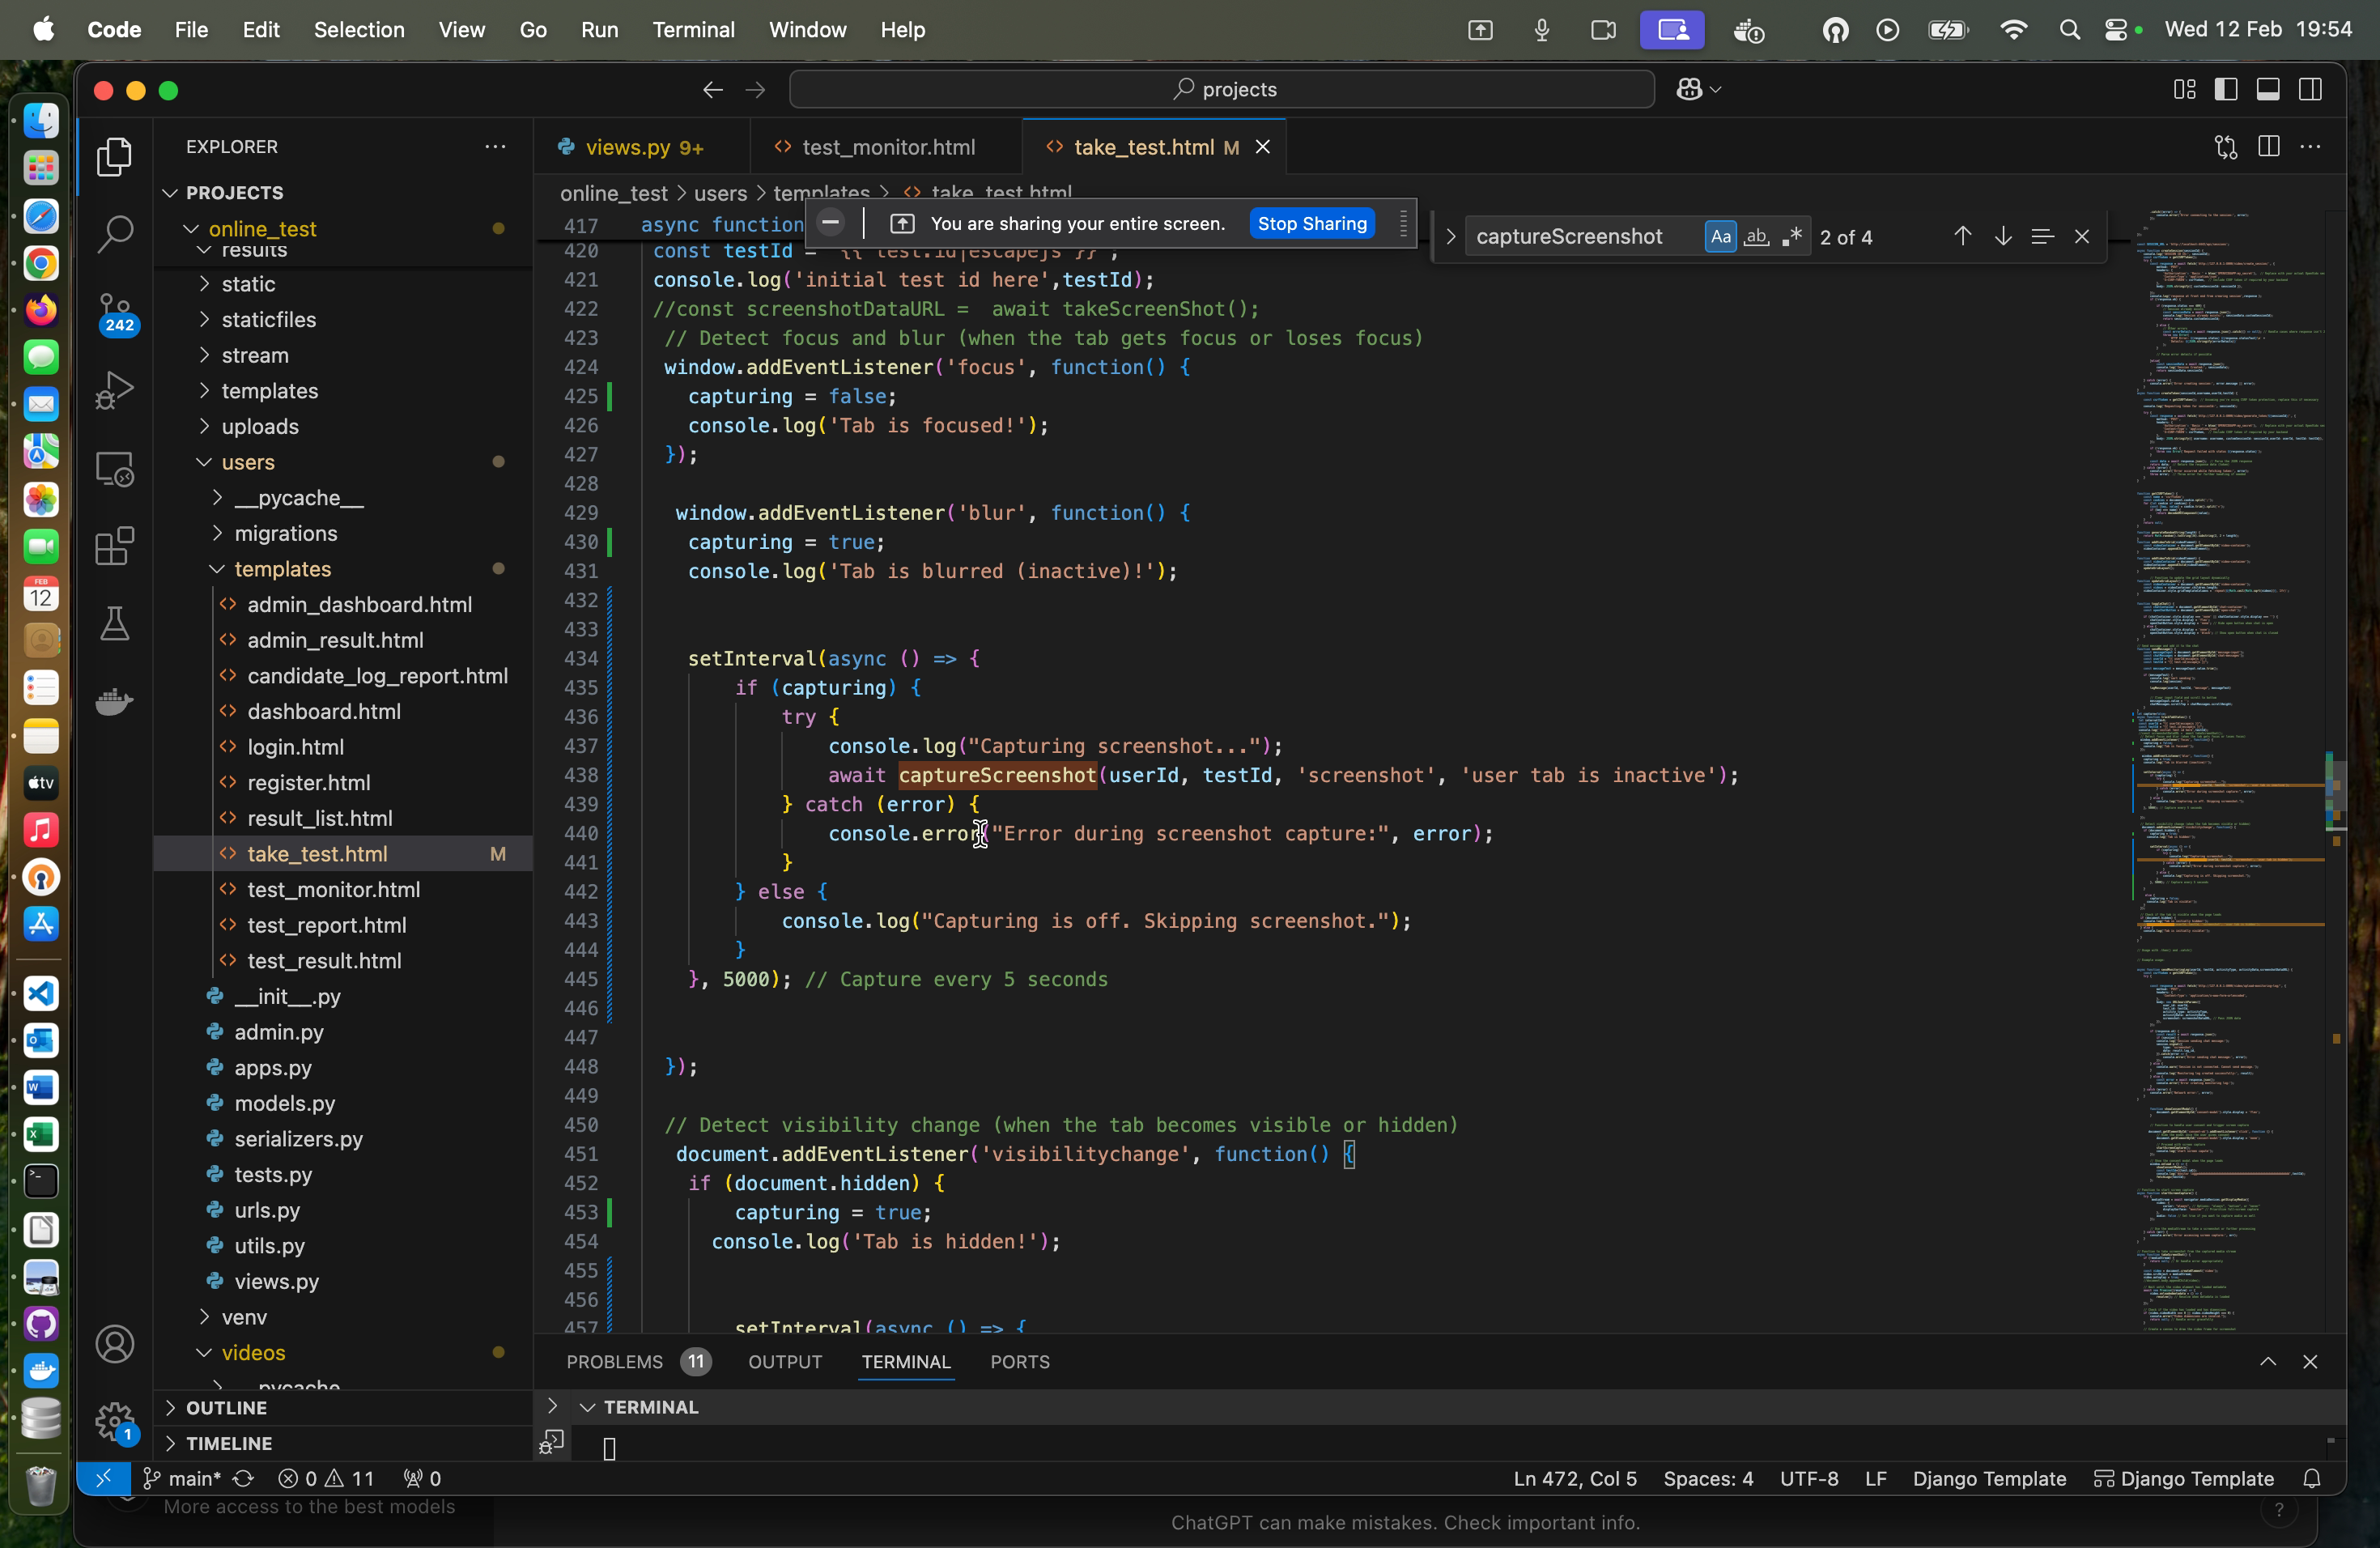 Code File Edit Selection View Go Run Terminal Window Help Wed 12 Feb 19:54
projects
EXPLORER
PROJECTS
online_test
results
static
staticfiles
stream
templates
uploads
users
__pycache__
migrations
templates
admin_dashboard.html
admin_result.html
candidate_log_report.html
dashboard.html
login.html
register.html
result_list.html
take_test.html M
test_monitor.html
test_report.html
test_result.html
__init__.py
admin.py
apps.py
models.py
serializers.py
tests.py
urls.py
utils.py
views.py
venv
videos
pycache
OUTLINE
TIMELINE
242
1
FEB
12
tv
views.py 9+ test_monitor.html take_test.html M
online_test > users > templates > take_test.html
You are sharing your entire screen. Stop Sharing
captureScreenshot Aa ab .* 2 of 4
417 async function
420 const testId = "{{ test.id|escapejs }}";
421 console.log('initial test id here',testId);
422 //const screenshotDataURL =  await takeScreenShot();
423 // Detect focus and blur (when the tab gets focus or loses focus)
424 window.addEventListener('focus', function() {
425 capturing = false;
426 console.log('Tab is focused!');
427 });
428
429 window.addEventListener('blur', function() {
430 capturing = true;
431 console.log('Tab is blurred (inactive)!');
432
433
434 setInterval(async () => {
435 if (capturing) {
436 try {
437 console.log("Capturing screenshot...");
438 await captureScreenshot(userId, testId, 'screenshot', 'user tab is inactive');
439 } catch (error) {
440 console.error("Error during screenshot capture:", error);
441 }
442 } else {
443 console.log("Capturing is off. Skipping screenshot.");
444 }
445 }, 5000); // Capture every 5 seconds
446
447
448 });
449
450 // Detect visibility change (when the tab becomes visible or hidden)
451 document.addEventListener('visibilitychange', function() {
452 if (document.hidden) {
453 capturing = true;
454 console.log('Tab is hidden!');
455
456
457 setInterval(async () => {
PROBLEMS 11 OUTPUT TERMINAL PORTS
TERMINAL
main* 0 11 0 Ln 472, Col 5 Spaces: 4 UTF-8 LF Django Template Django Template
More access to the best models
ChatGPT can make mistakes. Check important info.
?